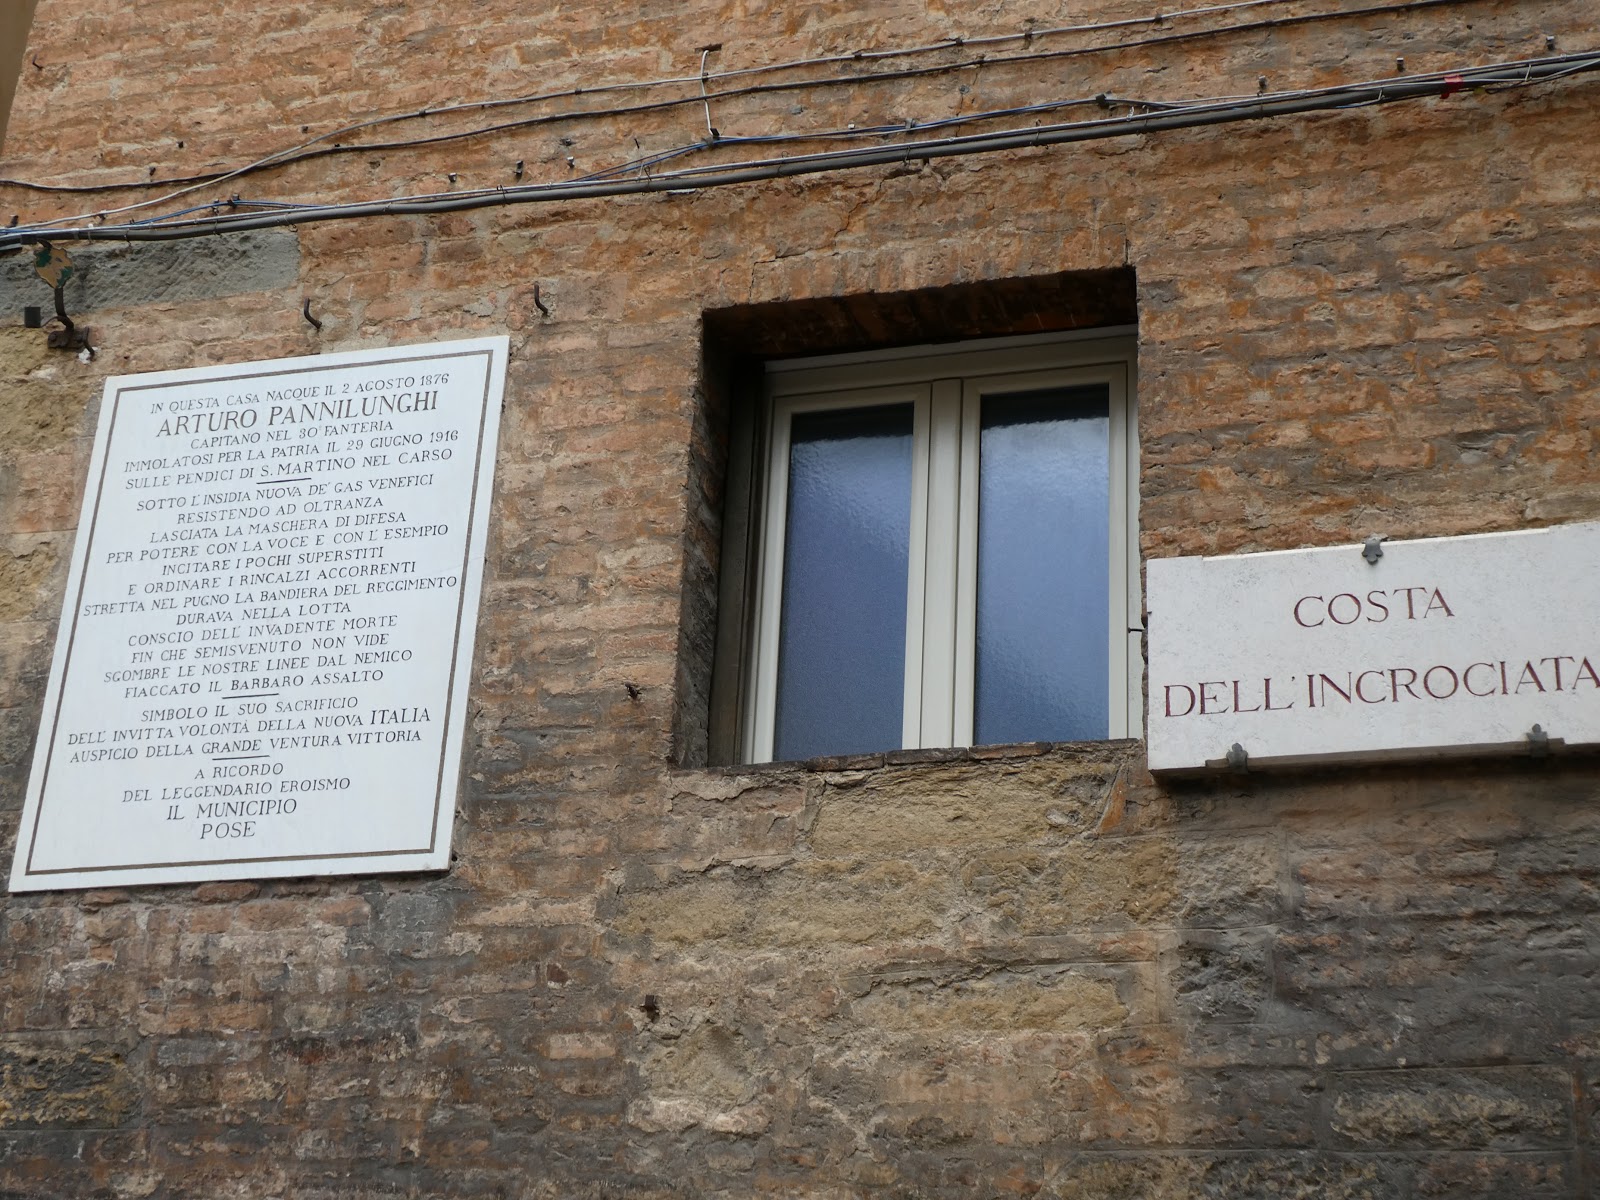 IN QUESTA CASA NACQUE IL 2 AGOSTO 1876
ARTURO PANNILUNGHI
CAPITANO NEL 30° FANTERIA
IMMOLATOSI PER LA PATRIA IL 29 GIUGNO 1916
SULLE PENDICI DI S. MARTINO NEL CARSO
SOTTO L'INSIDIA NUOVA DE' GAS VENEFICI
RESISTENDO AD OLTRANZA
LASCIATA LA MASCHERA DI DIFESA
PER POTERE CON LA VOCE E CON L'ESEMPIO
INCITARE I POCHI SUPERSTITI
E ORDINARE I RINCALZI ACCORRENTI
STRETTA NEL PUGNO LA BANDIERA DEL REGGIMENTO
DURAVA NELLA LOTTA
CONSCIO DELL' INVADENTE MORTE
FIN CHE SEMISVENUTO NON VIDE
SGOMBRE LE NOSTRE LINEE DAL NEMICO
FIACCATO IL BARBARO ASSALTO
SIMBOLO IL SUO SACRIFICIO
DELL' INVITTA VOLONTÀ DELLA NUOVA ITALIA
AUSPICIO DELLA GRANDE VENTURA VITTORIA
A RICORDO
DEL LEGGENDARIO EROISMO
IL MUNICIPIO
POSE
COSTA
DELL'INCROCIATA